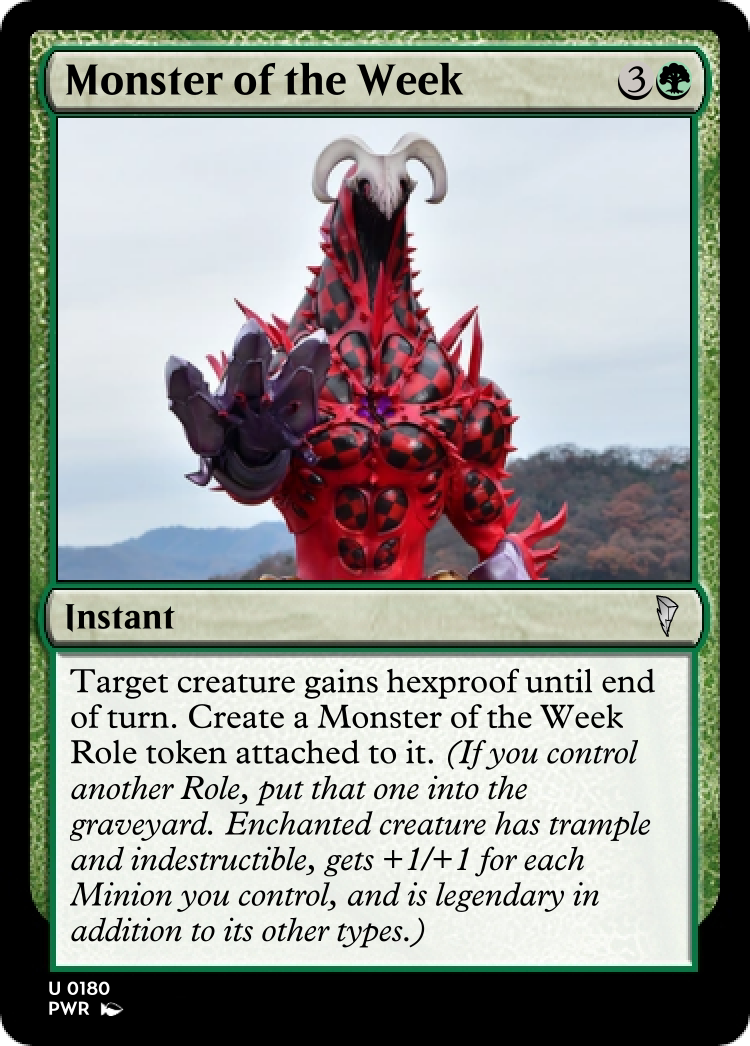 Monster of the Week 3
Instant
Target creature gains hexproof until end
of turn. Create a Monster of the Week
Role token attached to it. (If you control
another Role, put that one into the
graveyard. Enchanted creature has trample
and indestructible, gets +1/+1 for each
Minion you control, and is legendary in
addition to its other types.)
U 0180
PWR